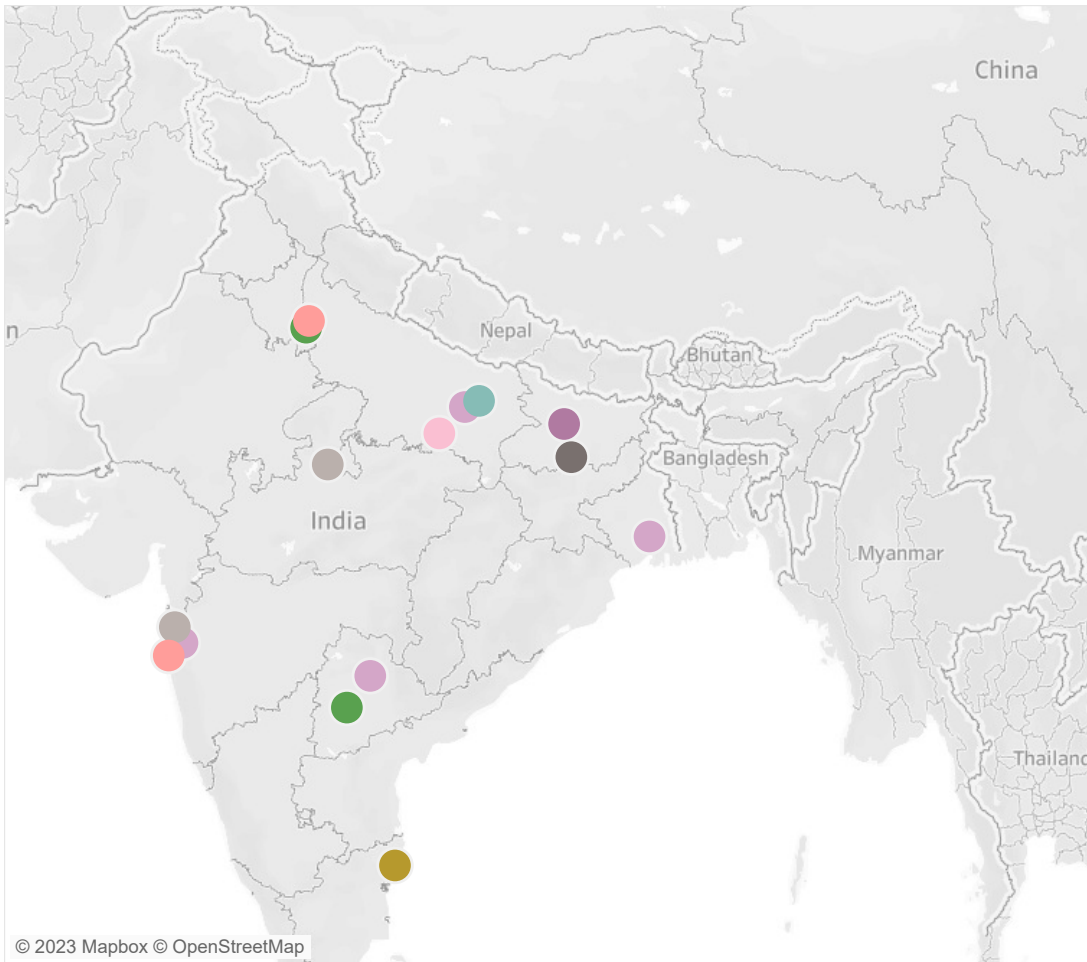 China
n
Nepal
Bhutan
Bangladesh
India
Myanmar
Thailand
© 2023 Mapbox © OpenStreetMap